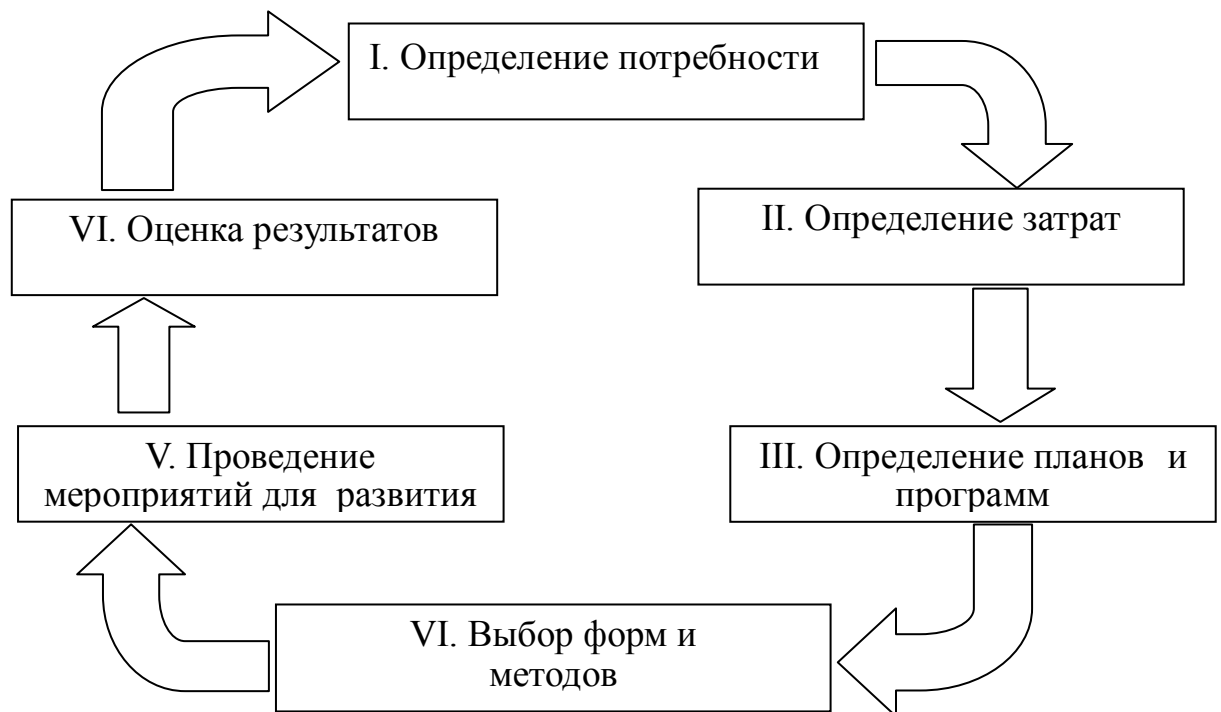 I. Определение потребности
VI. Оценка результатов
II. Определение затрат
V. Проведение
мероприятий для развития
III. Определение планов и
программ
VI. Выбор форм и
методов